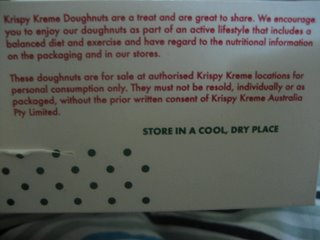 Krispy Kreme Doughnuts are a treat and are great to share. We encourage
you to enjoy our doughnuts as part of an active lifestyle that includes a
balanced diet and exercise and have regard to the nutritional information
on the packaging and in our stores.
These doughnuts are for sale at authorised Krispy Kreme locations for
personal consumption only. They must not be resold, individually or as
packaged, without the prior written consent of Krispy Kreme Australia
Pty Limited.
STORE IN A COOL, DRY PLACE